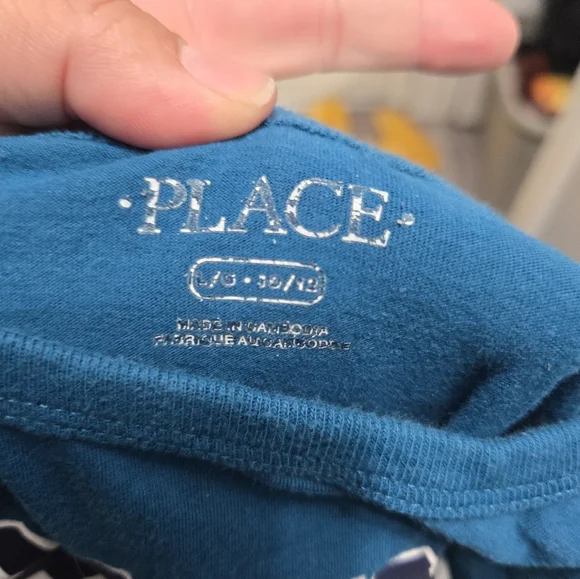 ·PLACE·
L/G • 10/12
MADE IN CAMBODIA
FABRIQUE AU CAMBODGE